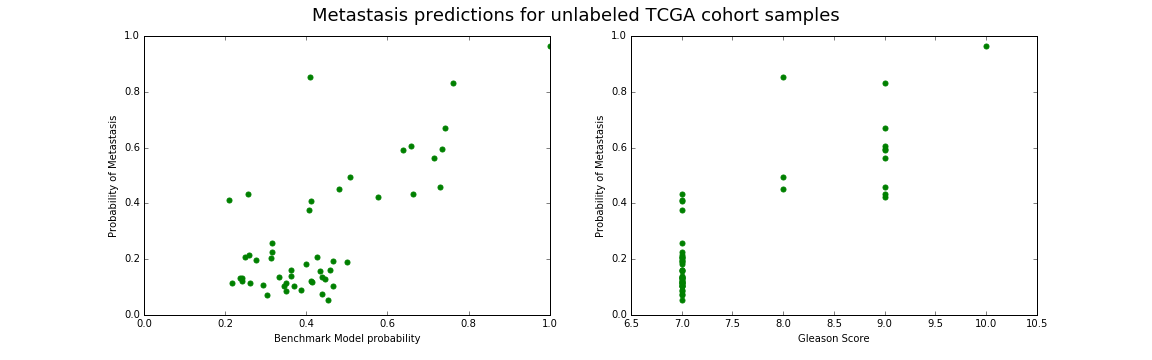 Metastasis predictions for unlabeled TCGA cohort samples
Probability of Metastasis
1.0
0.8
0.6
0.4
0.2
0.0
0.0 0.2 0.4 0.6 0.8 1.0
Benchmark Model probability
Probability of Metastasis
1.0
0.8
0.6
0.4
0.2
0.0
6.5 7.0 7.5 8.0 8.5 9.0 9.5 10.0 10.5
Gleason Score